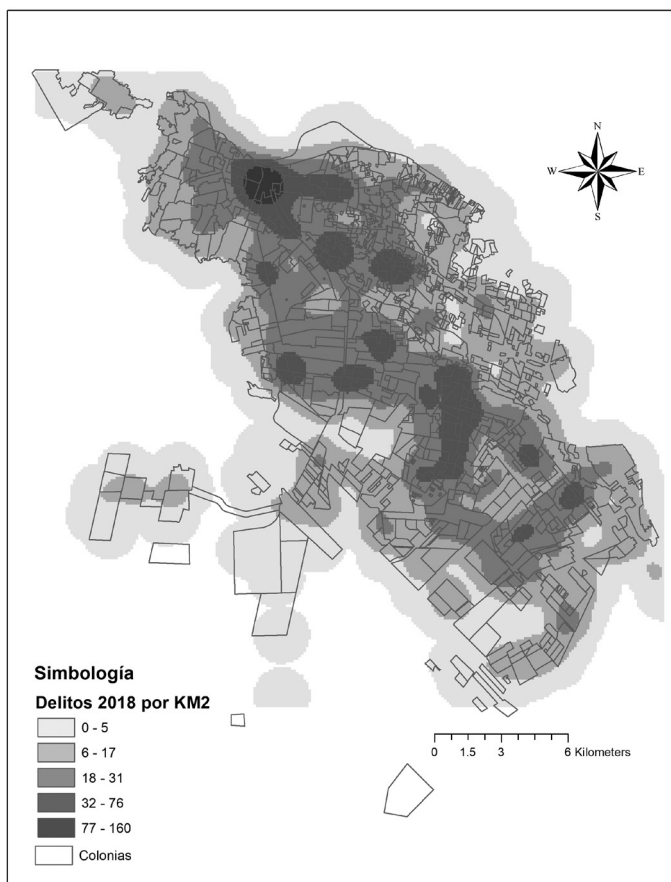 N
W E
S
Simbología
Delitos 2018 por KM2
0 - 5
6 - 17
18 - 31
32 - 76
77 - 160
Colonias
0 1.5 3 6 Kilometers